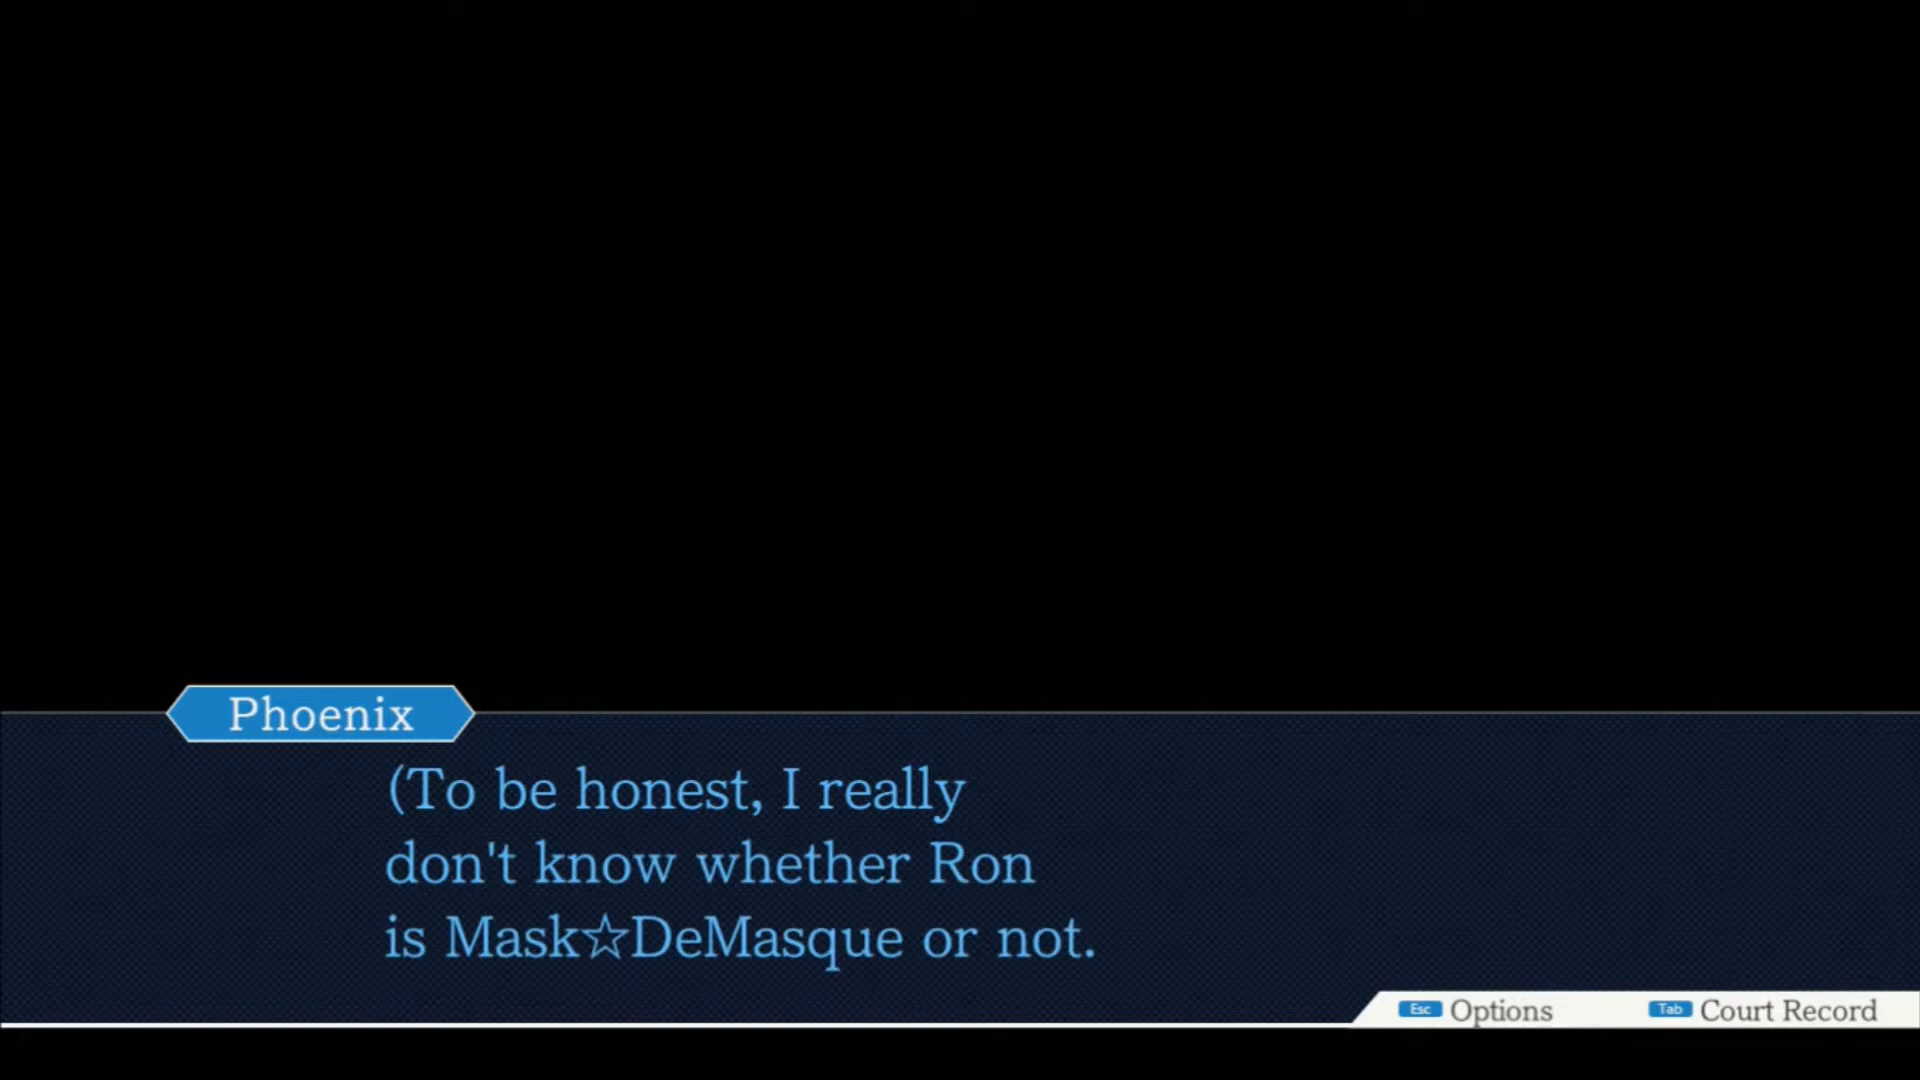 Phoenix
(To be honest, I really
don't know whether Ron
is Mask☆DeMasque or not.
Esc Options Tab Court Record